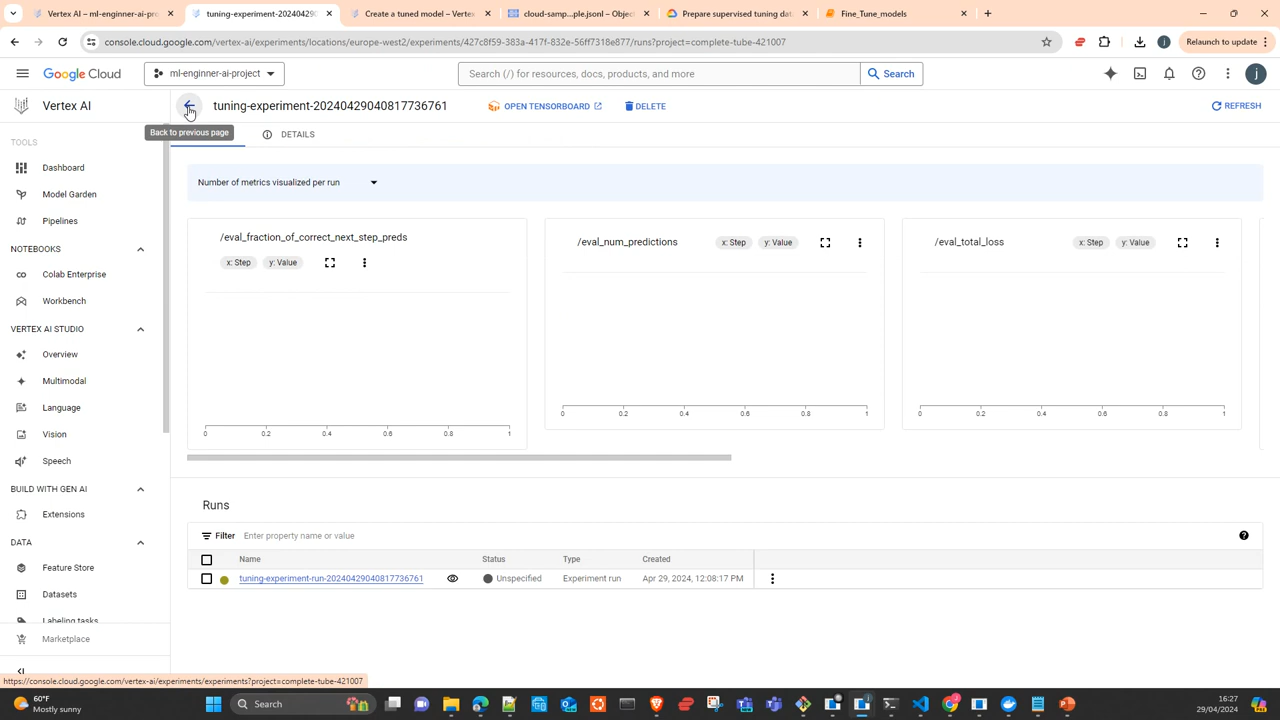 Vertex AI – ml-enginner-ai-pro
tuning-experiment-202404290
Create a tuned model – Vertex
cloud-samp...ple.jsonl – Object
Prepare supervised tuning dat
Fine_Tune_models
console.cloud.google.com/vertex-ai/experiments/locations/europe-west2/experiments/427c8f59-383a-417f-832e-56ff7318e877/runs?project=complete-tube-421007
Relaunch to update
Google Cloud
ml-enginner-ai-project
Search (/) for resources, docs, products, and more
Search
J
Vertex AI
tuning-experiment-20240429040817736761
OPEN TENSORBOARD
DELETE
REFRESH
Back to previous page
DETAILS
TOOLS
Dashboard
Model Garden
Pipelines
NOTEBOOKS
Colab Enterprise
Workbench
VERTEX AI STUDIO
Overview
Multimodal
Language
Vision
Speech
BUILD WITH GEN AI
Extensions
DATA
Feature Store
Datasets
Labeling tasks
Marketplace
Number of metrics visualized per run
/eval_fraction_of_correct_next_step_preds
x: Step y: Value
0 0.2 0.4 0.6 0.8 1
/eval_num_predictions
x: Step y: Value
0 0.2 0.4 0.6 0.8 1
/eval_total_loss
x: Step y: Value
0 0.2 0.4 0.6 0.8 1
Runs
Filter Enter property name or value
Name Status Type Created
tuning-experiment-run-20240429040817736761 Unspecified Experiment run Apr 29, 2024, 12:08:17 PM
https://console.cloud.google.com/vertex-ai/experiments/experiments?project=complete-tube-421007
60°F
Mostly sunny
Search
16:27
29/04/2024